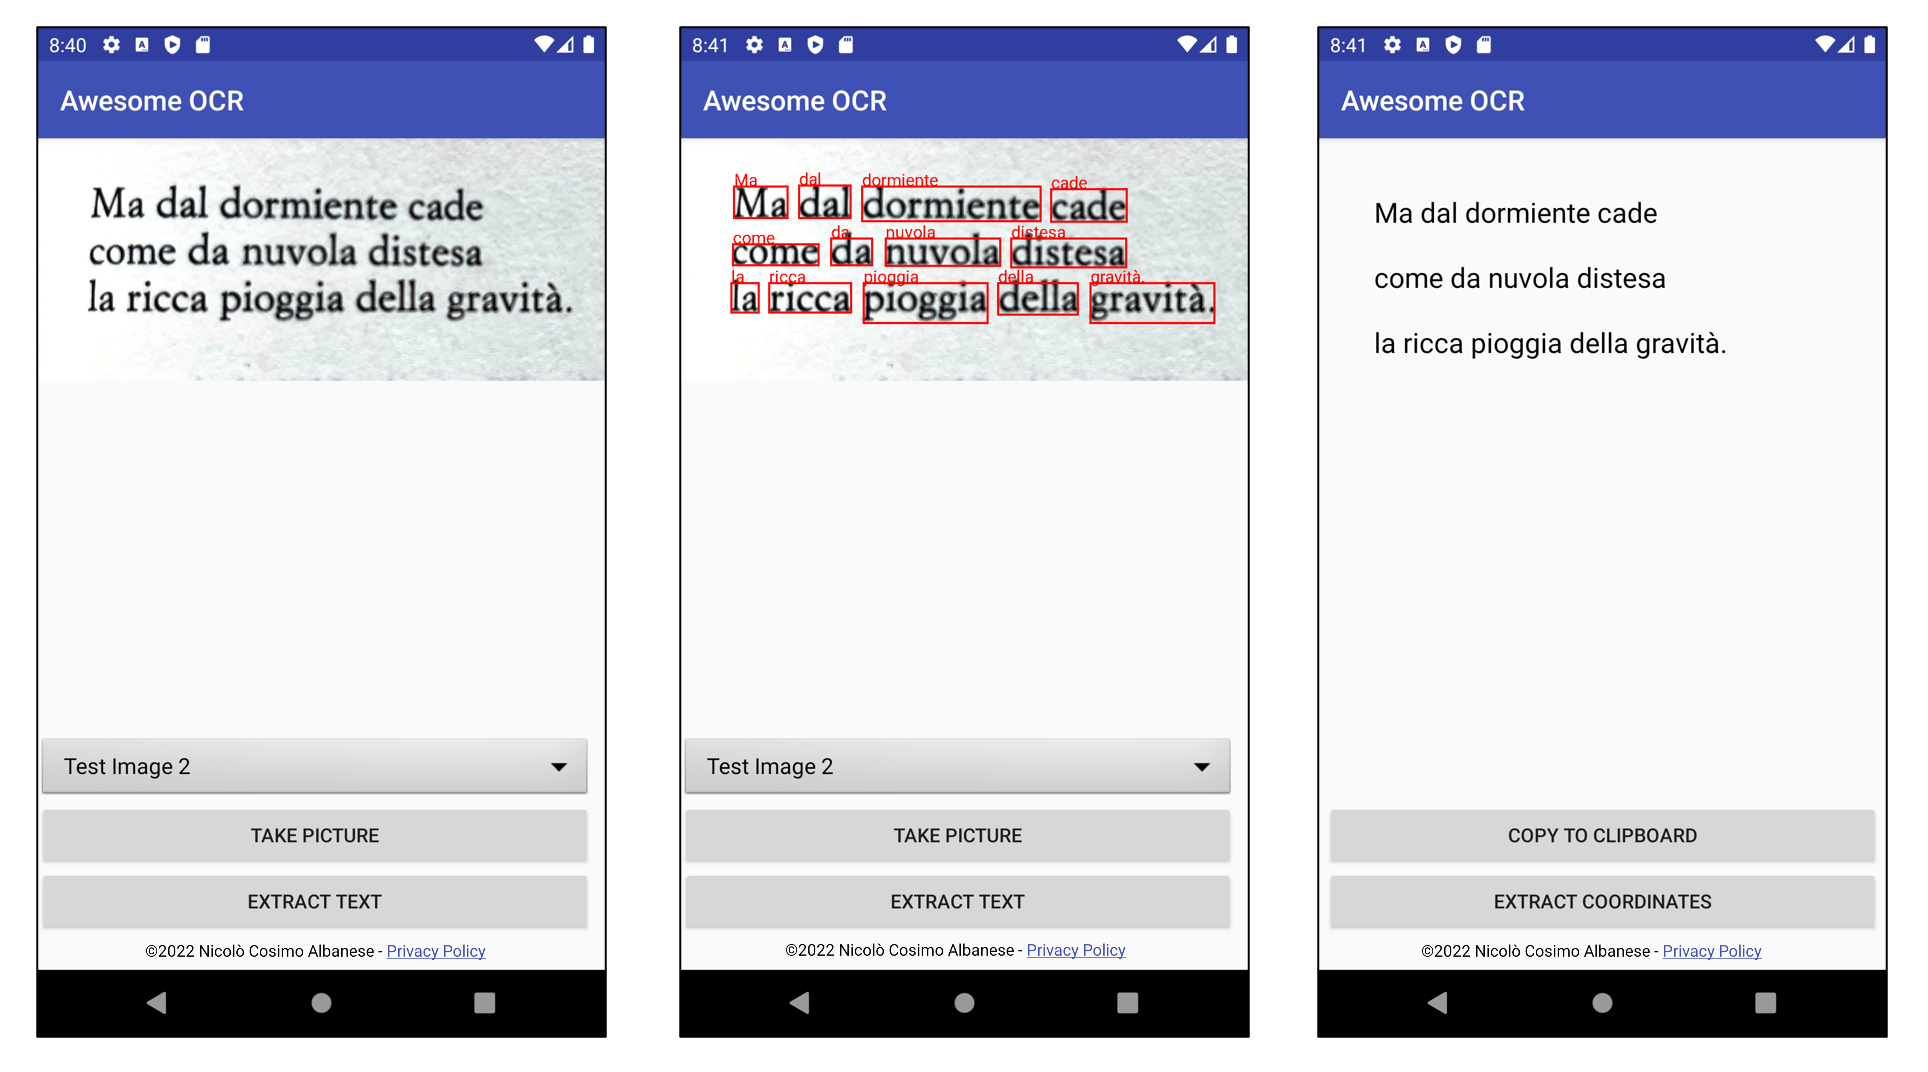 8:40
Awesome OCR
Ma dal dormiente cade
come da nuvola distesa
la ricca pioggia della gravità.
Test Image 2
TAKE PICTURE
EXTRACT TEXT
©2022 Nicolò Cosimo Albanese - Privacy Policy
8:41
Awesome OCR
Ma dal dormiente cade
Ma dal dormiente cade
come da nuvola distesa
come da nuvola distesa
la ricca pioggia della gravità.
la ricca pioggia della gravità.
Test Image 2
TAKE PICTURE
EXTRACT TEXT
©2022 Nicolò Cosimo Albanese - Privacy Policy
8:41
Awesome OCR
Ma dal dormiente cade
come da nuvola distesa
la ricca pioggia della gravità.
COPY TO CLIPBOARD
EXTRACT COORDINATES
©2022 Nicolò Cosimo Albanese - Privacy Policy